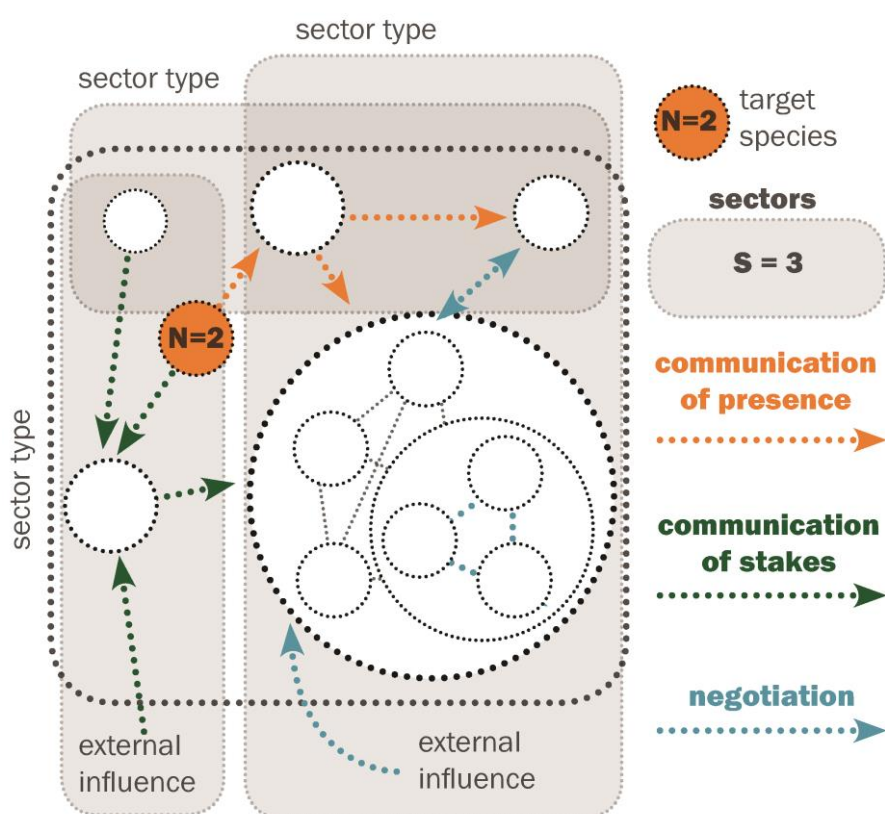 sector type
sector type
sector type
N=2
external
influence
external
influence
N=2
target
species
sectors
S = 3
communication
of presence
communication
of stakes
negotiation